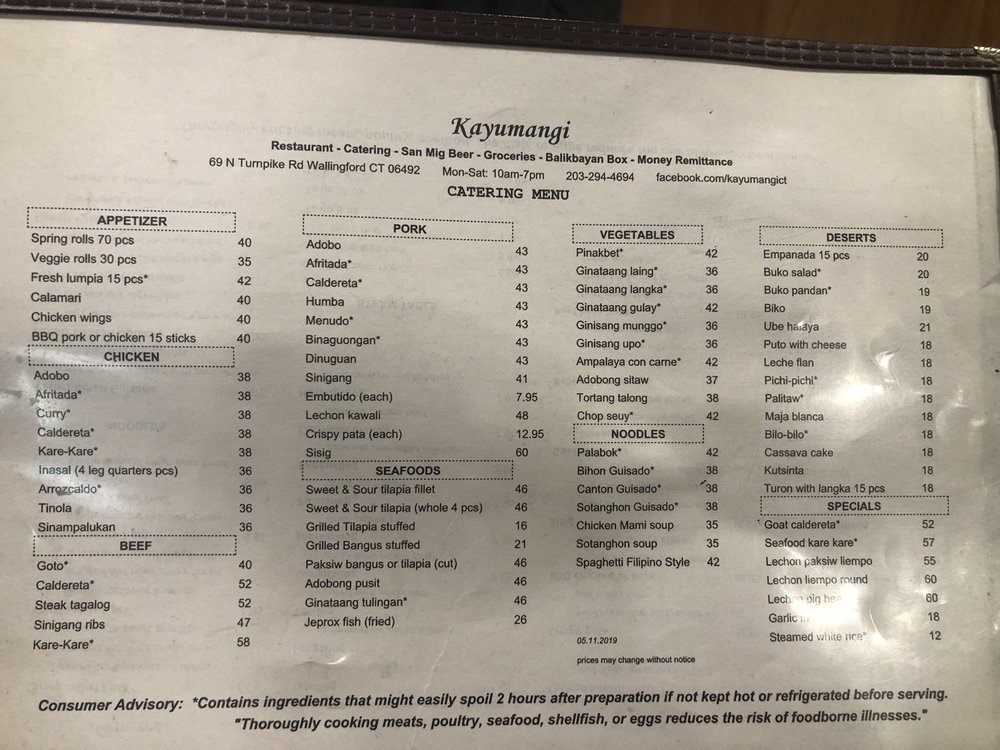 Kayumangi
Restaurant - Catering - San Mig Beer - Groceries - Balikbayan Box - Money Remittance
69 N Turnpike Rd Wallingford CT 06492 Mon-Sat: 10am-7pm 203-294-4694 facebook.com/kayumangict
CATERING MENU
APPETIZER
Spring rolls 70 pcs 40
Veggie rolls 30 pcs 35
Fresh lumpia 15 pcs* 42
Calamari 40
Chicken wings 40
BBQ pork or chicken 15 sticks 40
CHICKEN
Adobo 38
Afritada* 38
Curry* 38
Caldereta* 38
Kare-Kare* 38
Inasal (4 leg quarters pcs) 36
Arrozcaldo* 36
Tinola 36
Sinampalukan 36
BEEF
Goto* 40
Caldereta* 52
Steak tagalog 52
Sinigang ribs 47
Kare-Kare* 58
PORK
Adobo 43
Afritada* 43
Caldereta* 43
Humba 43
Menudo* 43
Binaguongan* 43
Dinuguan 43
Sinigang 41
Embutido (each) 7.95
Lechon kawali 48
Crispy pata (each) 12.95
Sisig 60
SEAFOODS
Sweet & Sour tilapia fillet 46
Sweet & Sour tilapia (whole 4 pcs) 46
Grilled Tilapia stuffed 16
Grilled Bangus stuffed 21
Paksiw bangus or tilapia (cut) 46
Adobong pusit 46
Ginataang tulingan* 46
Jeprox fish (fried) 26
VEGETABLES
Pinakbet* 42
Ginataang laing* 36
Ginataang langka* 36
Ginataang gulay* 42
Ginisang munggo* 36
Ginisang upo* 36
Ampalaya con carne* 42
Adobong sitaw 37
Tortang talong 38
Chop seuy* 42
NOODLES
Palabok* 42
Bihon Guisado* 38
Canton Guisado* 38
Sotanghon Guisado* 38
Chicken Mami soup 35
Sotanghon soup 35
Spaghetti Filipino Style 42
05.11.2019
prices may change without notice
DESERTS
Empanada 15 pcs 20
Buko salad* 20
Buko pandan* 19
Biko 19
Ube halaya 21
Puto with cheese 18
Leche flan 18
Pichi-pichi* 18
Palitaw* 18
Maja blanca 18
Bilo-bilo* 18
Cassava cake 18
Kutsinta 18
Turon with langka 15 pcs 18
SPECIALS
Goat caldereta* 52
Seafood kare kare* 57
Lechon paksiw liempo 55
Lechon liempo round 60
Lechon pig 60
Garlic 18
Steamed white rice* 12
Consumer Advisory: *Contains ingredients that might easily spoil 2 hours after preparation if not kept hot or refrigerated before serving.
"Thoroughly cooking meats, poultry, seafood, shellfish, or eggs reduces the risk of foodborne illnesses."